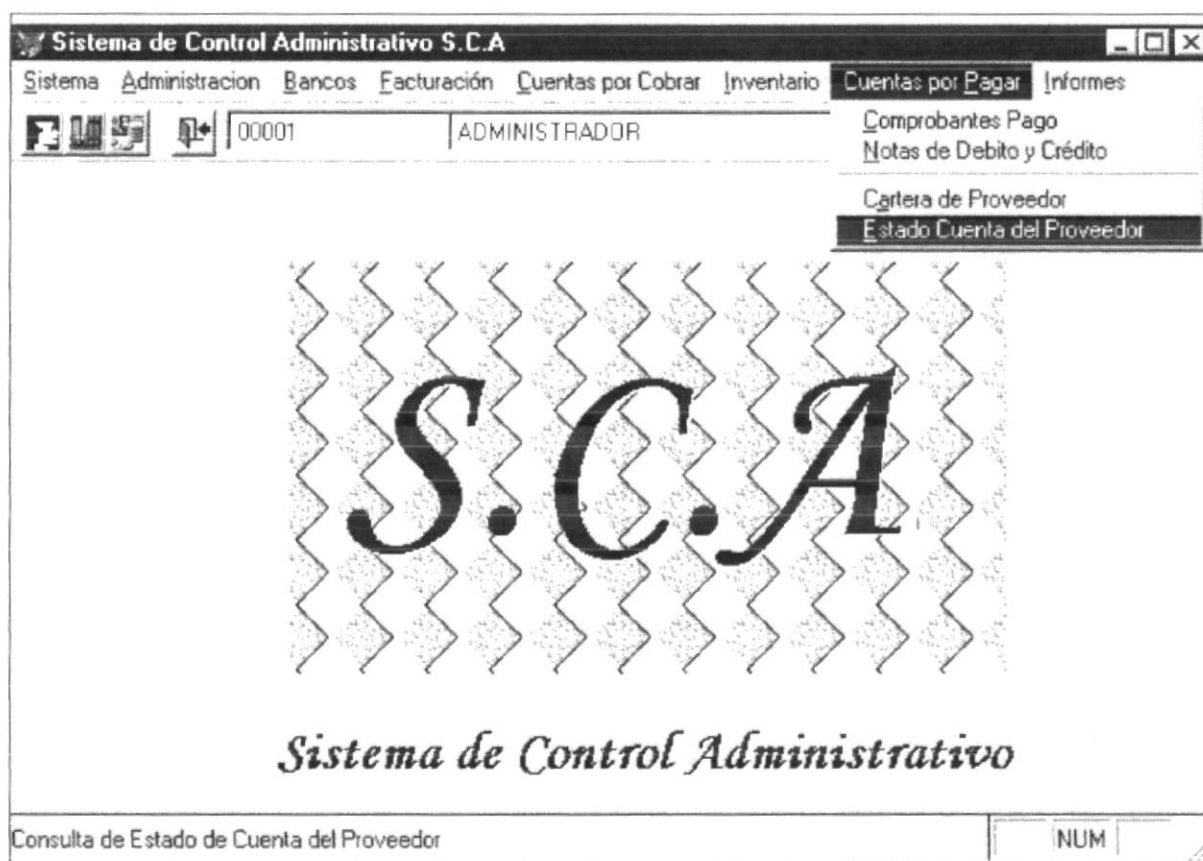 Sistema de Control Administrativo S.C.A
Sistema Administracion Bancos Facturación Cuentas por Cobrar Inventario Cuentas por Pagar Informes
00001 ADMINISTRADOR
Comprobantes Pago
Notas de Debito y Crédito
Cartera de Proveedor
Estado Cuenta del Proveedor
S.C.A
Sistema de Control Administrativo
Consulta de Estado de Cuenta del Proveedor NUM